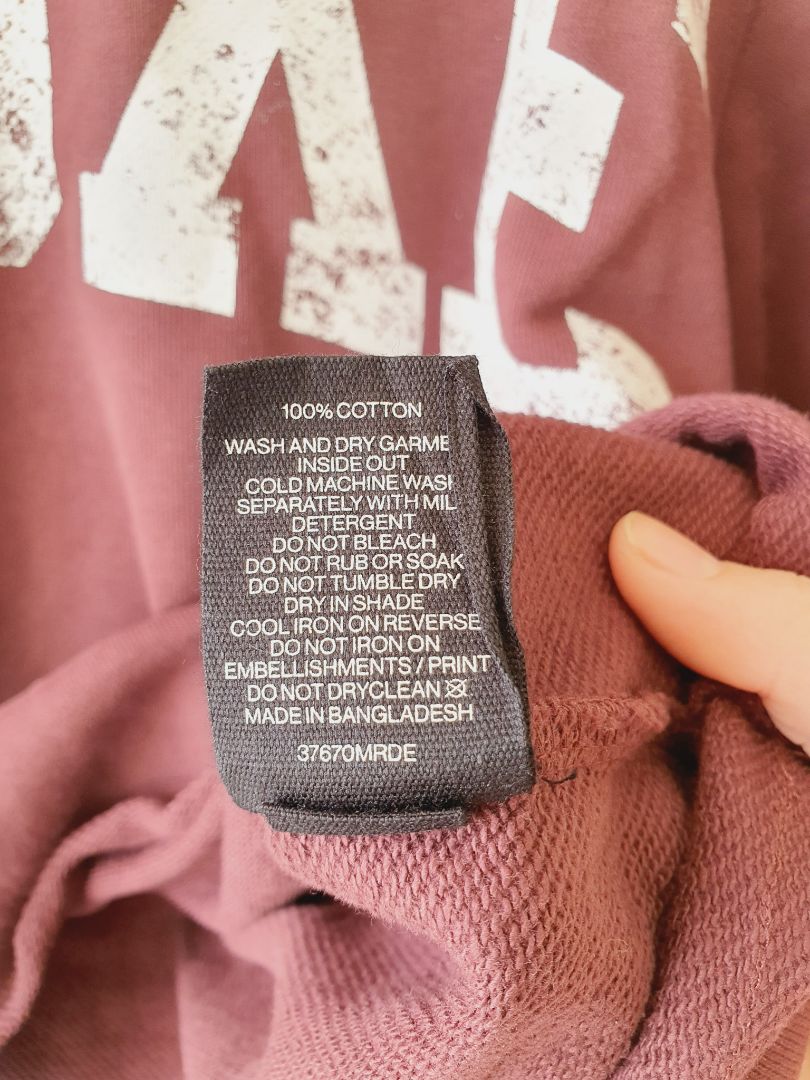 100% COTTON
WASH AND DRY GARME
INSIDE OUT
COLD MACHINE WASH
SEPARATELY WITH MIL
DETERGENT
DO NOT BLEACH
DO NOT RUB OR SOAK
DO NOT TUMBLE DRY
DRY IN SHADE
COOL IRON ON REVERSE
DO NOT IRON ON
EMBELLISHMENTS / PRINT
DO NOT DRYCLEAN
MADE IN BANGLADESH
37670MRDE